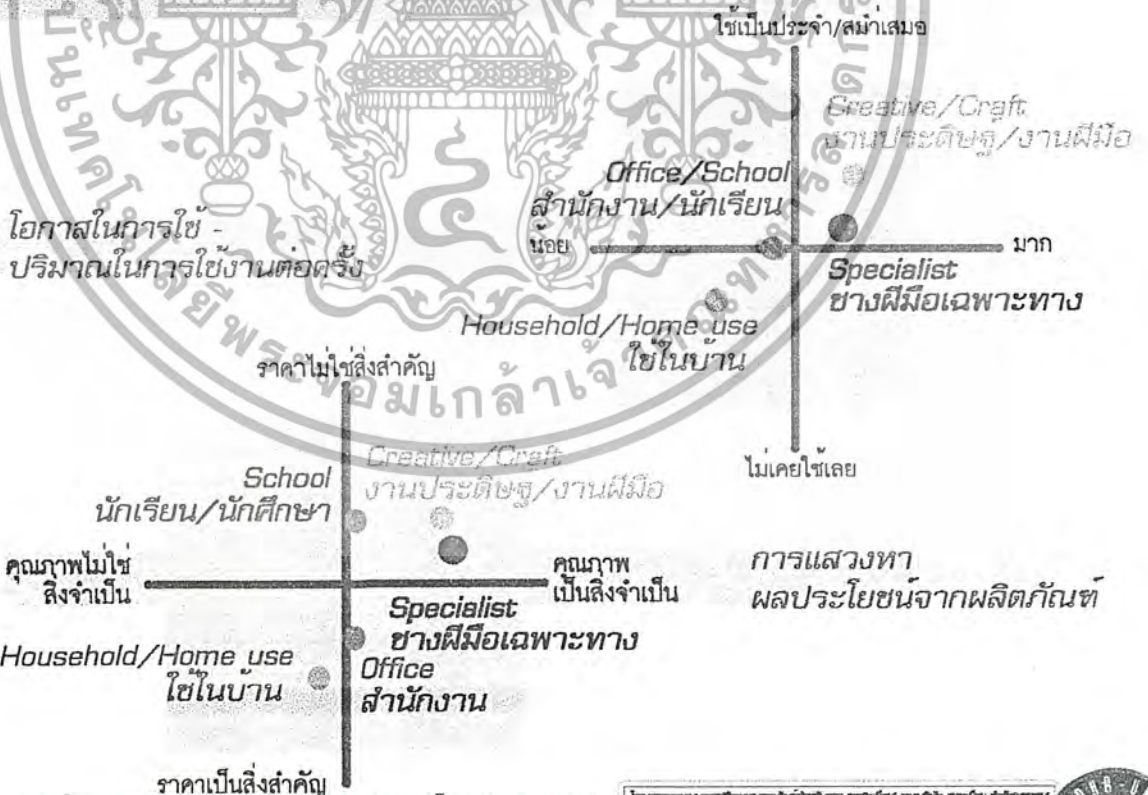 ใช้เป็นประจำ/สม่ำเสมอ
Creative/Craft
งานประดิษฐ์/งานฝีมือ
Office/School
สำนักงาน/นักเรียน
โอกาสในการใช้ -
ปริมาณในการใช้งานต่อครั้ง
น้อย
มาก
Specialist
ช่างฝีมือเฉพาะทาง
Household/Home use
ใช้ในบ้าน
ไม่เคยใช้เลย
ราคาไม่ใช่สิ่งสำคัญ
Creative/Craft
งานประดิษฐ์/งานฝีมือ
School
นักเรียน/นักศึกษา
คุณภาพไม่ใช่
สิ่งจำเป็น
คุณภาพ
เป็นสิ่งจำเป็น
การแสวงหา
ผลประโยชน์จากผลิตภัณฑ์
Specialist
ช่างฝีมือเฉพาะทาง
Household/Home use
ใช้ในบ้าน
Office
สำนักงาน
ราคาเป็นสิ่งสำคัญ